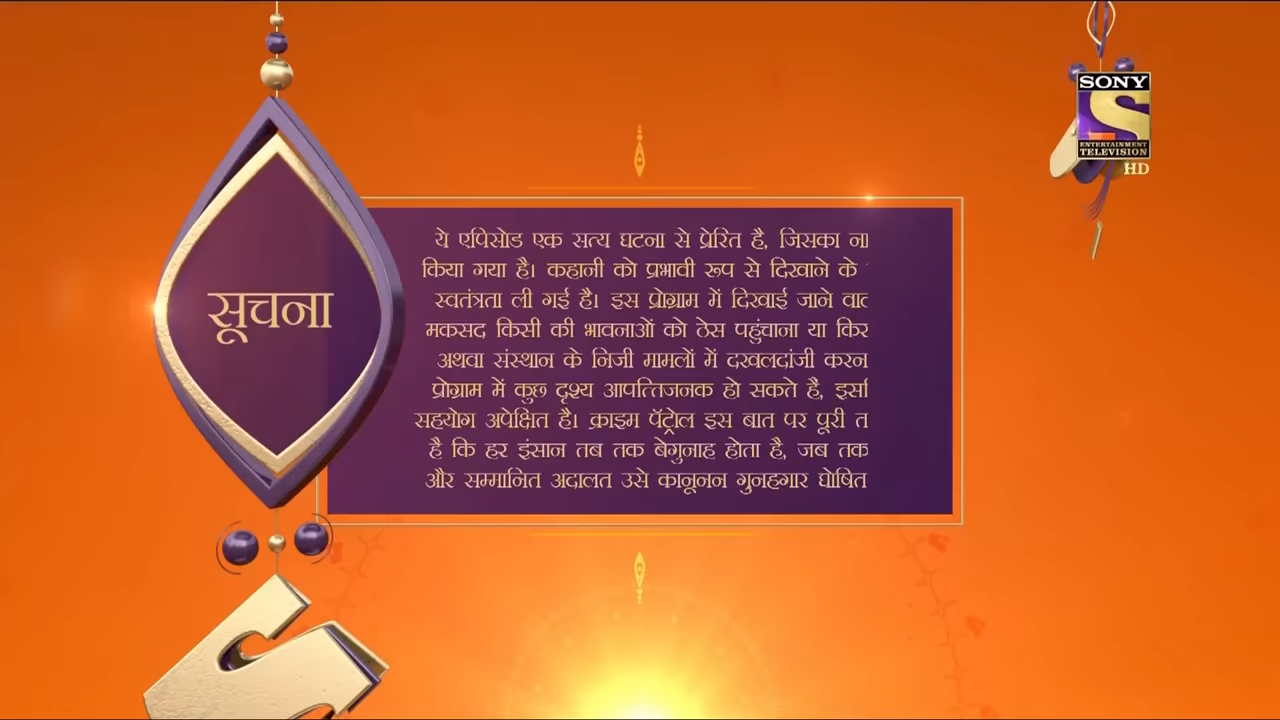 सूचना
ये एपिसोड एक सत्य घटना से प्रेरित है, जिसका ना
किया गया है। कहानी को प्रभावी रूप से दिखाने के
स्वतंत्रता ली गई है। इस प्रोग्राम में दिखाई जाने
मकसद किसी की भावनाओं को ठेस पहुंचाना या
अथवा संस्थान के निजी मामलों में दखलदांजी करन
प्रोग्राम में कुछ दृश्य आपत्तिजनक हो सकते है,
सहयोग अपेक्षित है। क्राइम पॅट्रोल इस बात पर पूरी त
है कि हर इंसान तब तक बेगुनाह होता है, जब तक
और सम्मानित अदालत उसे कानूनन गुनहगार घोषित
SONY
ENTERTAINMENT
TELEVISION
HD